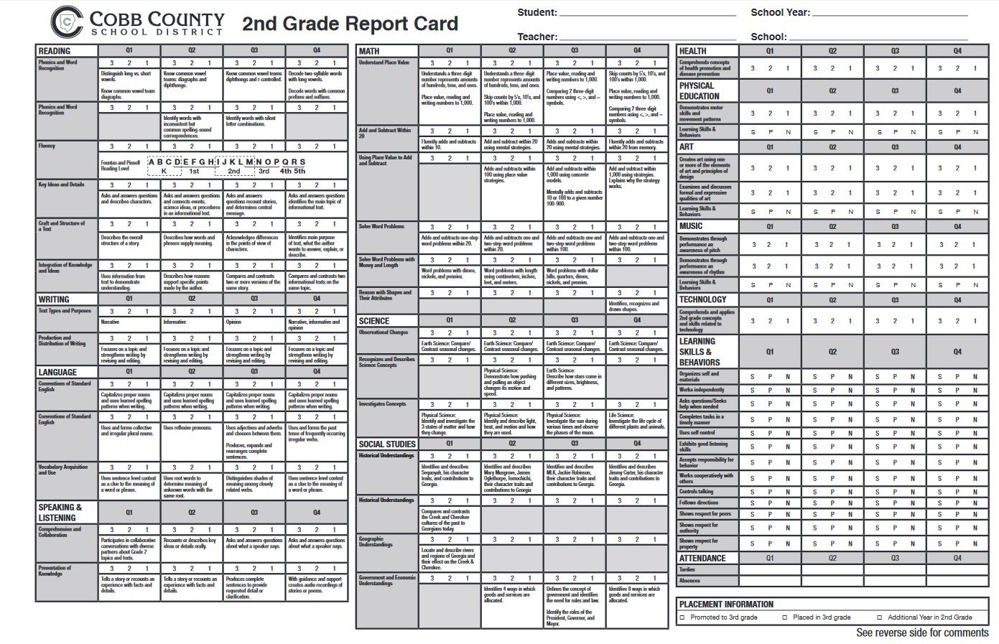 COBB COUNTY
SCHOOL DISTRICT
2nd Grade Report Card
Student:
School Year:
Teacher:
School:
READING Q1 Q2 Q3 Q4
Phonics and Word
Recognition
3 2 1 3 2 1 3 2 1 3 2 1
Distinguish long vs. short
vowels.
Know common vowel team
diagraphs.
Know common vowel
teams: diagraphs and
diphthongs.
Know common vowel teams
diphthongs and r controlled.
Decode two-syllable words
with long vowels.
Decode words with common
prefixes and suffixes.
Phonics and Word
Recognition
3 2 1 3 2 1 3 2 1 3 2 1
Identify words with
inconsistent but
common spelling-sound
correspondences.
Identify words with silent
letter combinations.
Fluency
3 2 1 3 2 1 3 2 1 3 2 1
Fountas and Pinnell
Reading Level
A B C D E F G H I J K L M N O P Q R S
K 1st 2nd 3rd 4th 5th
Key Ideas and Details
3 2 1 3 2 1 3 2 1 3 2 1
Asks and answers questions
and describes characters.
Asks and answers questions
and connects events,
science ideas, or procedures
in an informational text.
Asks and answers
questions recount stories,
and determines central
message.
Asks and answers questions
identifies the main topic of
informational text.
Craft and Structure of
a Text
3 2 1 3 2 1 3 2 1 3 2 1
Describes the overall
structure of a story.
Describes how words and
phrases supply meaning.
Acknowledges differences
in the points of view of
characters.
Identifies main purpose
of text, what the author
wants to answer, explain, or
describe.
Integration of Knowledge
and Ideas
3 2 1 3 2 1 3 2 1 3 2 1
Uses information from
text to demonstrate
understanding.
Describes how reasons
support specific points
made by the author.
Compares and contrasts
two or more versions of the
same story.
Compares and contrasts two
informational texts on the
same topic.
WRITING Q1 Q2 Q3 Q4
Text Types and Purposes
3 2 1 3 2 1 3 2 1 3 2 1
Narrative
Informative
Opinion
Narrative, informative and
opinion
Production and
Distribution of Writing
3 2 1 3 2 1 3 2 1 3 2 1
Focuses on a topic and
strengthens writing by
revising and editing.
Focuses on a topic and
strengthens writing by
revising and editing.
Focuses on a topic and
strengthens writing by
revising and editing.
Focuses on a topic and
strengthens writing by
revising and editing.
LANGUAGE Q1 Q2 Q3 Q4
Conventions of Standard
English
3 2 1 3 2 1 3 2 1 3 2 1
Capitalizes proper nouns
and uses learned spelling
patterns when writing.
Capitalizes proper nouns
and uses learned spelling
patterns when writing.
Capitalizes proper nouns
and uses learned spelling
patterns when writing.
Capitalizes proper nouns
and uses learned spelling
patterns when writing.
Conventions of Standard
English
3 2 1 3 2 1 3 2 1 3 2 1
Uses and forms collective
and irregular plural nouns.
Uses reflexive pronouns.
Uses adjectives and adverbs
and chooses between them.
Produces, expands and
rearranges complete
sentences.
Uses and forms the past
tense of frequently occurring
irregular verbs.
Vocabulary Acquisition
and Use
3 2 1 3 2 1 3 2 1 3 2 1
Uses sentence level context
as a clue to the meaning of
a word or phrase.
Uses root words to
determine meaning of
unknown words with the
same root.
Distinguishes shades of
meaning among closely
related verbs.
Uses sentence level context
as a clue to the meaning of
a word or phrase.
SPEAKING &
LISTENING
Q1 Q2 Q3 Q4
Comprehension and
Collaboration
3 2 1 3 2 1 3 2 1 3 2 1
Participates in collaborative
conversations with diverse
partners about Grade 2
topics and texts.
Recounts or describes key
ideas or details orally.
Asks and answers questions
about what a speaker says.
Asks and answers questions
about what a speaker says.
Presentation of
Knowledge
3 2 1 3 2 1 3 2 1 3 2 1
Tells a story or recounts an
experience with facts and
details.
Tells a story or recounts an
experience with facts and
details.
Produces complete
sentences to provide
requested detail or
clarification.
With guidance and support
creates audio recordings of
stories or poems.
MATH Q1 Q2 Q3 Q4
Understand Place Value
3 2 1 3 2 1 3 2 1 3 2 1
Understands a three digit
number represents amounts
of hundreds, tens, and ones.
Place value, reading and
writing numbers to 1,000.
Understands a three digit
number represents amounts
of hundreds, tens, and ones.
Skip counts by 5's, 10's, and
100's within 1,000.
Place value, reading and
writing numbers to 1,000.
Place value, reading and
writing numbers to 1,000.
Comparing 2 three-digit
numbers using <, >, and =
symbols.
Skip counts by 5's, 10's, and
100's within 1,000.
Place value, reading and
writing numbers to 1,000.
Comparing 2 three-digit
numbers using <, >, and =
symbols.
Add and Subtract Within
20
3 2 1 3 2 1 3 2 1 3 2 1
Fluently adds and subtracts
within 10.
Add and subtract within 20
using mental strategies.
Adds and subtracts within
20 using mental strategies.
Fluently adds and subtracts
within 20 from memory.
Using Place Value to Add
and Subtract
3 2 1 3 2 1 3 2 1 3 2 1
Adds and subtracts within
100 using place value
strategies.
Adds and subtracts within
1,000 using concrete
models.
Mentally adds and subtracts
10 or 100 to a given number
100-900.
Add and subtract within
1,000 using strategies.
Explains why the strategy
works.
Solve Word Problems
3 2 1 3 2 1 3 2 1 3 2 1
Adds and subtracts one-step
word problems within 20.
Adds and subtracts one and
two-step word problems
within 20.
Adds and subtracts one and
two-step word problems
within 100.
Adds and subtracts one and
two-step word problems
within 100.
Solve Word Problems with
Money and Length
3 2 1 3 2 1 3 2 1 3 2 1
Word problems with dimes,
nickels, and pennies.
Word problems with length
using centimeters, inches,
feet, and meters.
Word problems with dollar
bills, quarters, dimes,
nickels, and pennies.
Reason with Shapes and
Their Attributes
3 2 1 3 2 1 3 2 1 3 2 1
Identifies, recognizes and
draws shapes.
SCIENCE Q1 Q2 Q3 Q4
Observational Changes
3 2 1 3 2 1 3 2 1 3 2 1
Earth Science: Compare/
Contrast seasonal changes.
Earth Science: Compare/
Contrast seasonal changes.
Earth Science: Compare/
Contrast seasonal changes.
Earth Science: Compare/
Contrast seasonal changes.
Recognizes and Describes
Science Concepts
3 2 1 3 2 1 3 2 1 3 2 1
Physical Science:
Demonstrate how pushing
and pulling an object
changes its motion and
speed.
Earth Science:
Describe how stars come in
different sizes, brightness,
and patterns.
Investigates Concepts
3 2 1 3 2 1 3 2 1 3 2 1
Physical Science:
Identify and investigate the
3 states of matter and how
they change.
Physical Science:
Identify and describe light,
heat, and motion and how
they are used.
Physical Science:
Investigate the sun during
various times and observe
the phases of the moon.
Life Science:
Investigate the life cycle of
different plants and animals.
SOCIAL STUDIES Q1 Q2 Q3 Q4
Historical Understandings
3 2 1 3 2 1 3 2 1 3 2 1
Identifies and describes
Sequoyah, his character
traits, and contributions to
Georgia.
Identifies and describes
Mary Musgrove, James
Oglethorpe, Tomochichi,
their character traits and
contributions to Georgia
Identifies and describes
MLK, Jackie Robinson,
their character traits and
contributions to Georgia.
Identifies and describes
Jimmy Carter, his character
traits and contributions to
Georgia.
Historical Understandings
3 2 1 3 2 1 3 2 1 3 2 1
Compares and contrasts
the Creek and Cherokee
cultures of the past to
Georgians today.
Geographic
Understandings
3 2 1 3 2 1 3 2 1 3 2 1
Locate and describe rivers
and regions of Georgia and
their effect on the Creek &
Cherokee.
Government and Economic
Understandings
3 2 1 3 2 1 3 2 1 3 2 1
Identifies 4 ways in which
goods and services are
allocated.
Defines the concept of
government and identifies
the need for rules and law.
Identify the roles of the
President, Governor, and
Mayor.
Identifies 8 ways in which
goods and services are
allocated.
HEALTH Q1 Q2 Q3 Q4
Comprehends concepts
of health promotion and
disease prevention
3 2 1 3 2 1 3 2 1 3 2 1
PHYSICAL
EDUCATION
Q1 Q2 Q3 Q4
Demonstrates motor
skills and
movement patterns
3 2 1 3 2 1 3 2 1 3 2 1
Learning Skills &
Behaviors
S P N S P N S P N S P N
ART Q1 Q2 Q3 Q4
Creates art using one
or more of the elements
of art and principles of
design
3 2 1 3 2 1 3 2 1 3 2 1
Examines and discusses
formal and expressive
qualities of art
3 2 1 3 2 1 3 2 1 3 2 1
Learning Skills &
Behaviors
S P N S P N S P N S P N
MUSIC Q1 Q2 Q3 Q4
Demonstrates through
performance an
awareness of pitch
3 2 1 3 2 1 3 2 1 3 2 1
Demonstrates through
performance an
awareness of rhythm
3 2 1 3 2 1 3 2 1 3 2 1
Learning Skills &
Behaviors
S P N S P N S P N S P N
TECHNOLOGY Q1 Q2 Q3 Q4
Comprehends and applies
2nd grade concepts
and skills related to
technology
3 2 1 3 2 1 3 2 1 3 2 1
LEARNING
SKILLS &
BEHAVIORS
Q1 Q2 Q3 Q4
Organizes self and
materials
S P N S P N S P N S P N
Works independently S P N S P N S P N S P N
Asks questions/Seeks
help when needed
S P N S P N S P N S P N
Completes tasks in a
timely manner
S P N S P N S P N S P N
Uses self control S P N S P N S P N S P N
Exhibits good listening
skills
S P N S P N S P N S P N
Accepts responsibility for
behavior
S P N S P N S P N S P N
Works cooperatively with
others
S P N S P N S P N S P N
Controls talking S P N S P N S P N S P N
Follows directions S P N S P N S P N S P N
Shows respect for peers S P N S P N S P N S P N
Shows respect for
authority
S P N S P N S P N S P N
Shows respect for
property
S P N S P N S P N S P N
ATTENDANCE Q1 Q2 Q3 Q4
Tardies
Absences
PLACEMENT INFORMATION
Promoted to 3rd grade
Placed in 3rd grade
Additional Year in 2nd Grade
See reverse side for comments